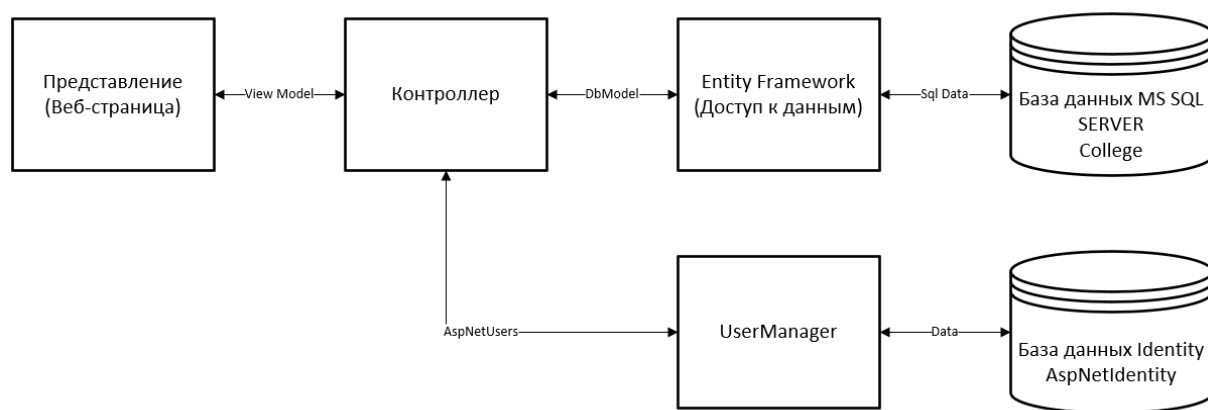 Представление
(Веб-страница)
View Model
Контроллер
DbModel
Entity Framework
(Доступ к данным)
Sql Data
База данных MS SQL
SERVER
College
AspNetUsers
UserManager
Data
База данных Identity
AspNetIdentity